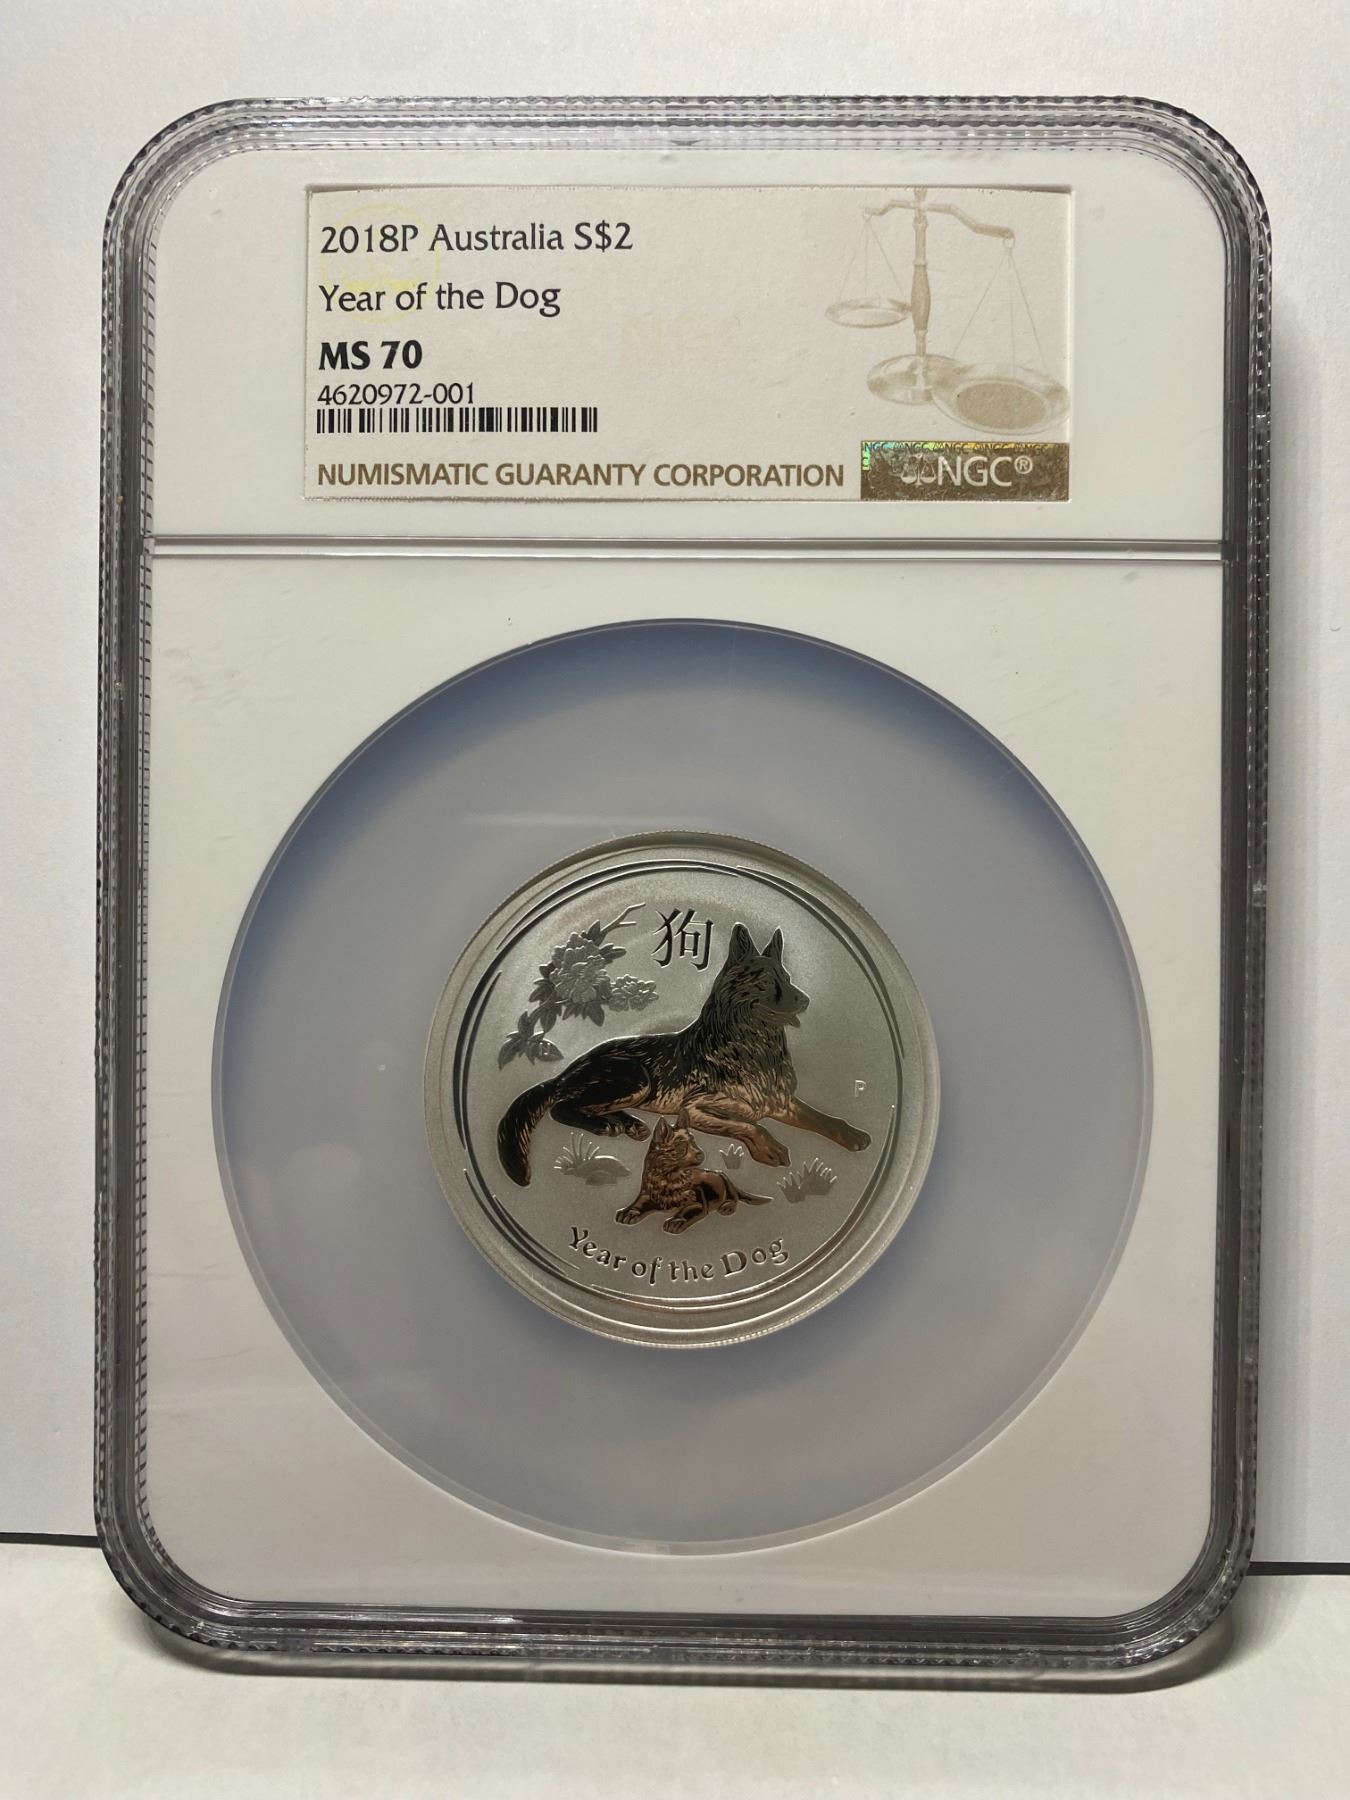 2018P Australia S$2
Year of the Dog
MS 70
4620972-001
NUMISMATIC GUARANTY CORPORATION
NGC®
狗
P
Year of the Dog